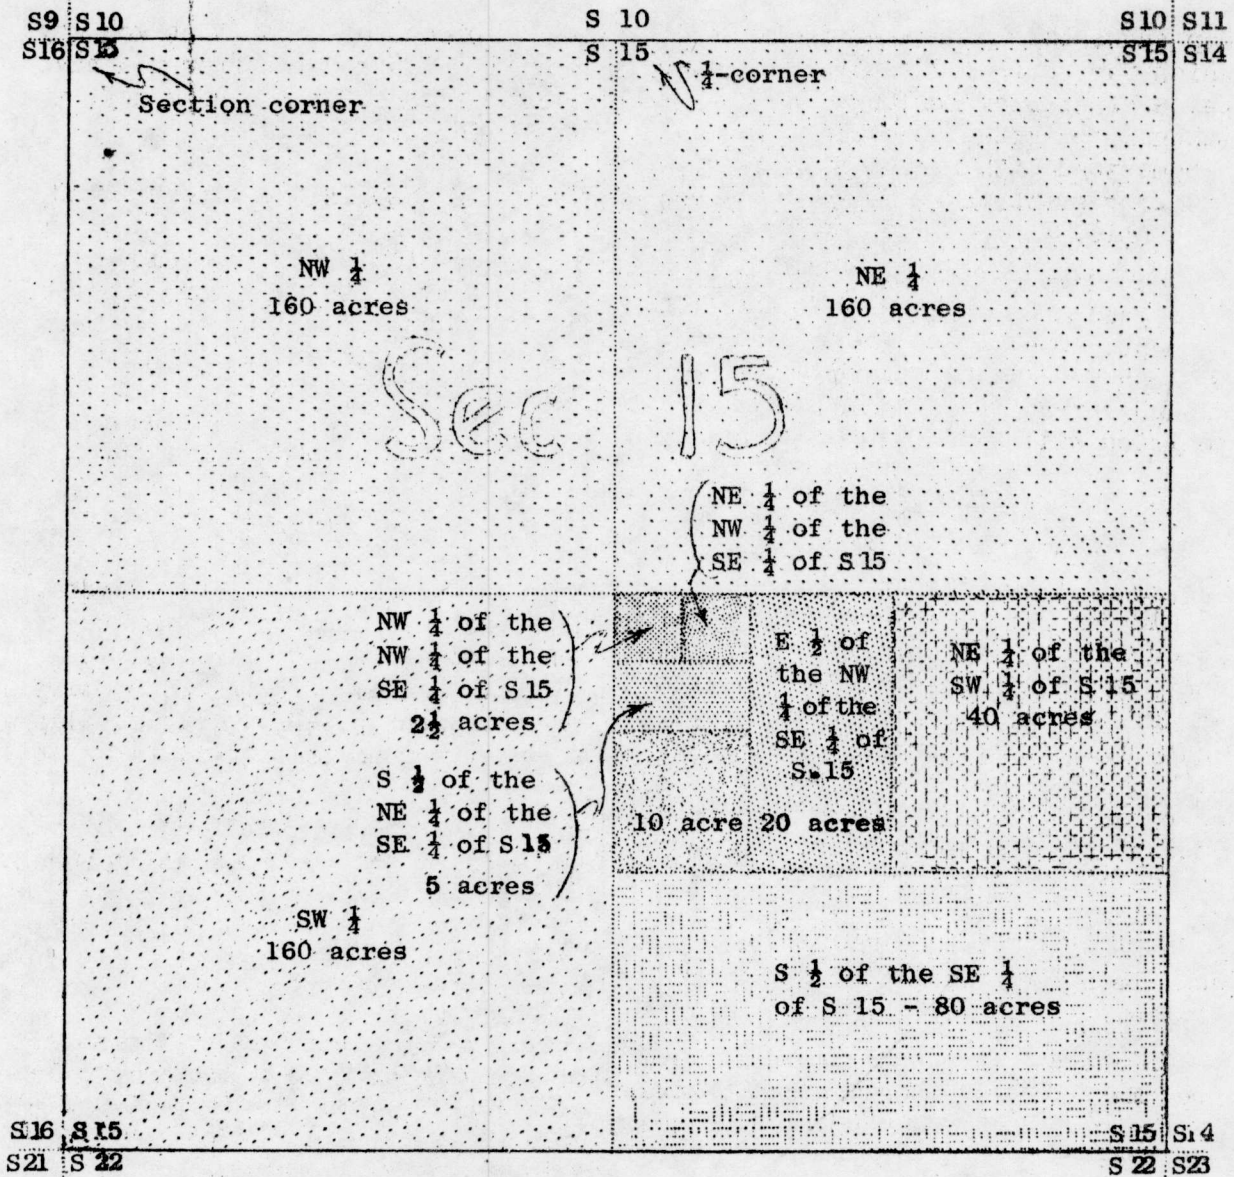 S9 S10
S 10
S10 S11
S16 S15
S 15
S15 S14
Section corner
¼-corner
NW ¼
160 acres
NE ¼
160 acres
Sec 15
NE ¼ of the
NW ¼ of the
SE ¼ of S15
NW ¼ of the
NW ¼ of the
SE ¼ of S15
2½ acres
S ½ of the
NE ¼ of the
SE ¼ of S15
5 acres
E ½ of
the NW
¼ of the
SE ¼ of
S.15
10 acre 20 acres
NE ¼ of the
SW ¼ of S 15
40 acres
SW ¼
160 acres
S ½ of the SE ¼
of S 15 - 80 acres
S16 S15
S15 S14
S21 S 22
S 22 S23